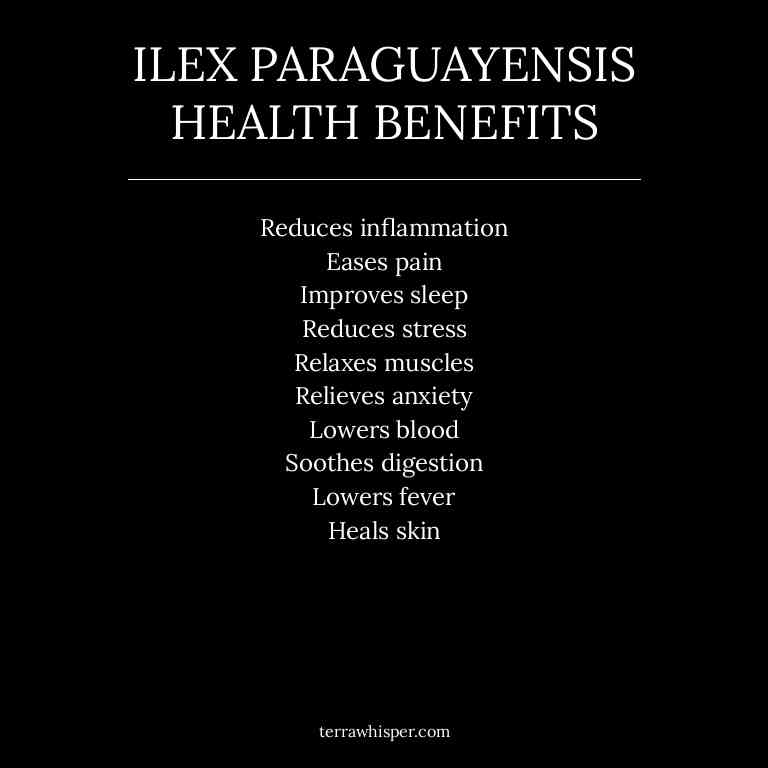 ILEX PARAGUAYENSIS
HEALTH BENEFITS
Reduces inflammation
Eases pain
Improves sleep
Reduces stress
Relaxes muscles
Relieves anxiety
Lowers blood
Soothes digestion
Lowers fever
Heals skin
terrawhisper.com